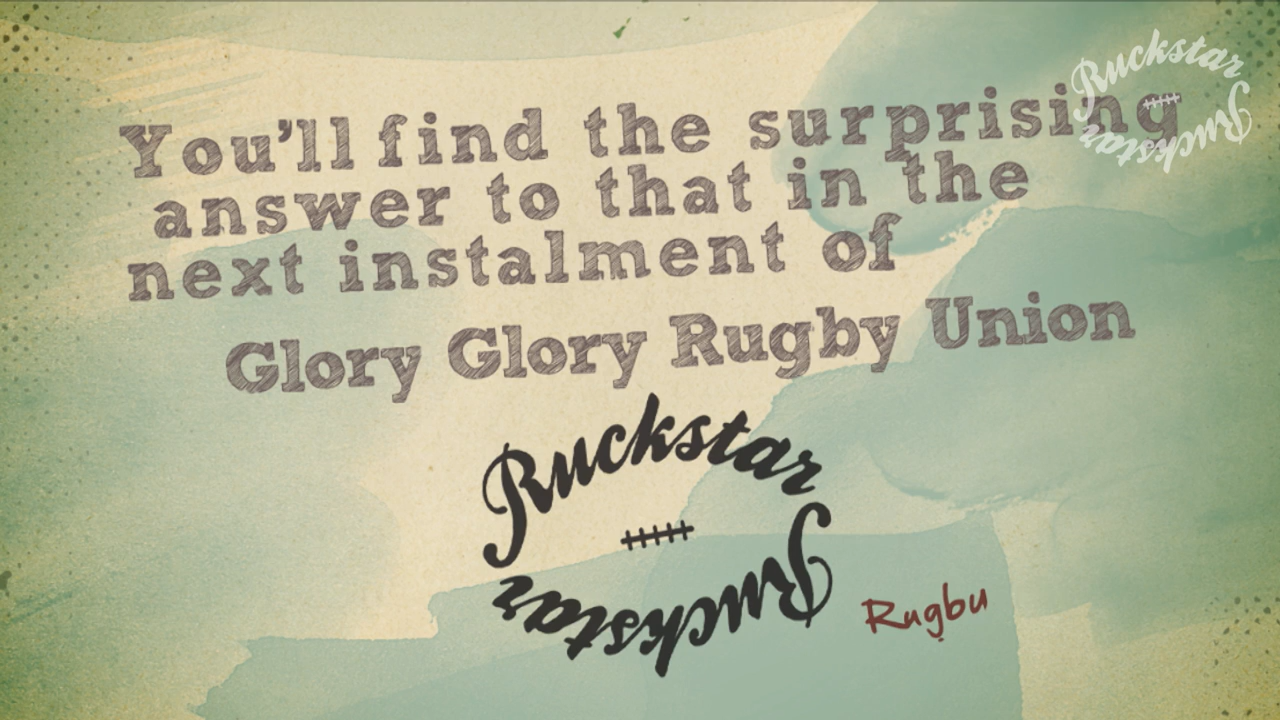 Ruckstar
Ruckstar
You'll find the surprising
answer to that in the
next instalment of
Glory Glory Rugby Union
Ruckstar
Ruckstar
Rugbu